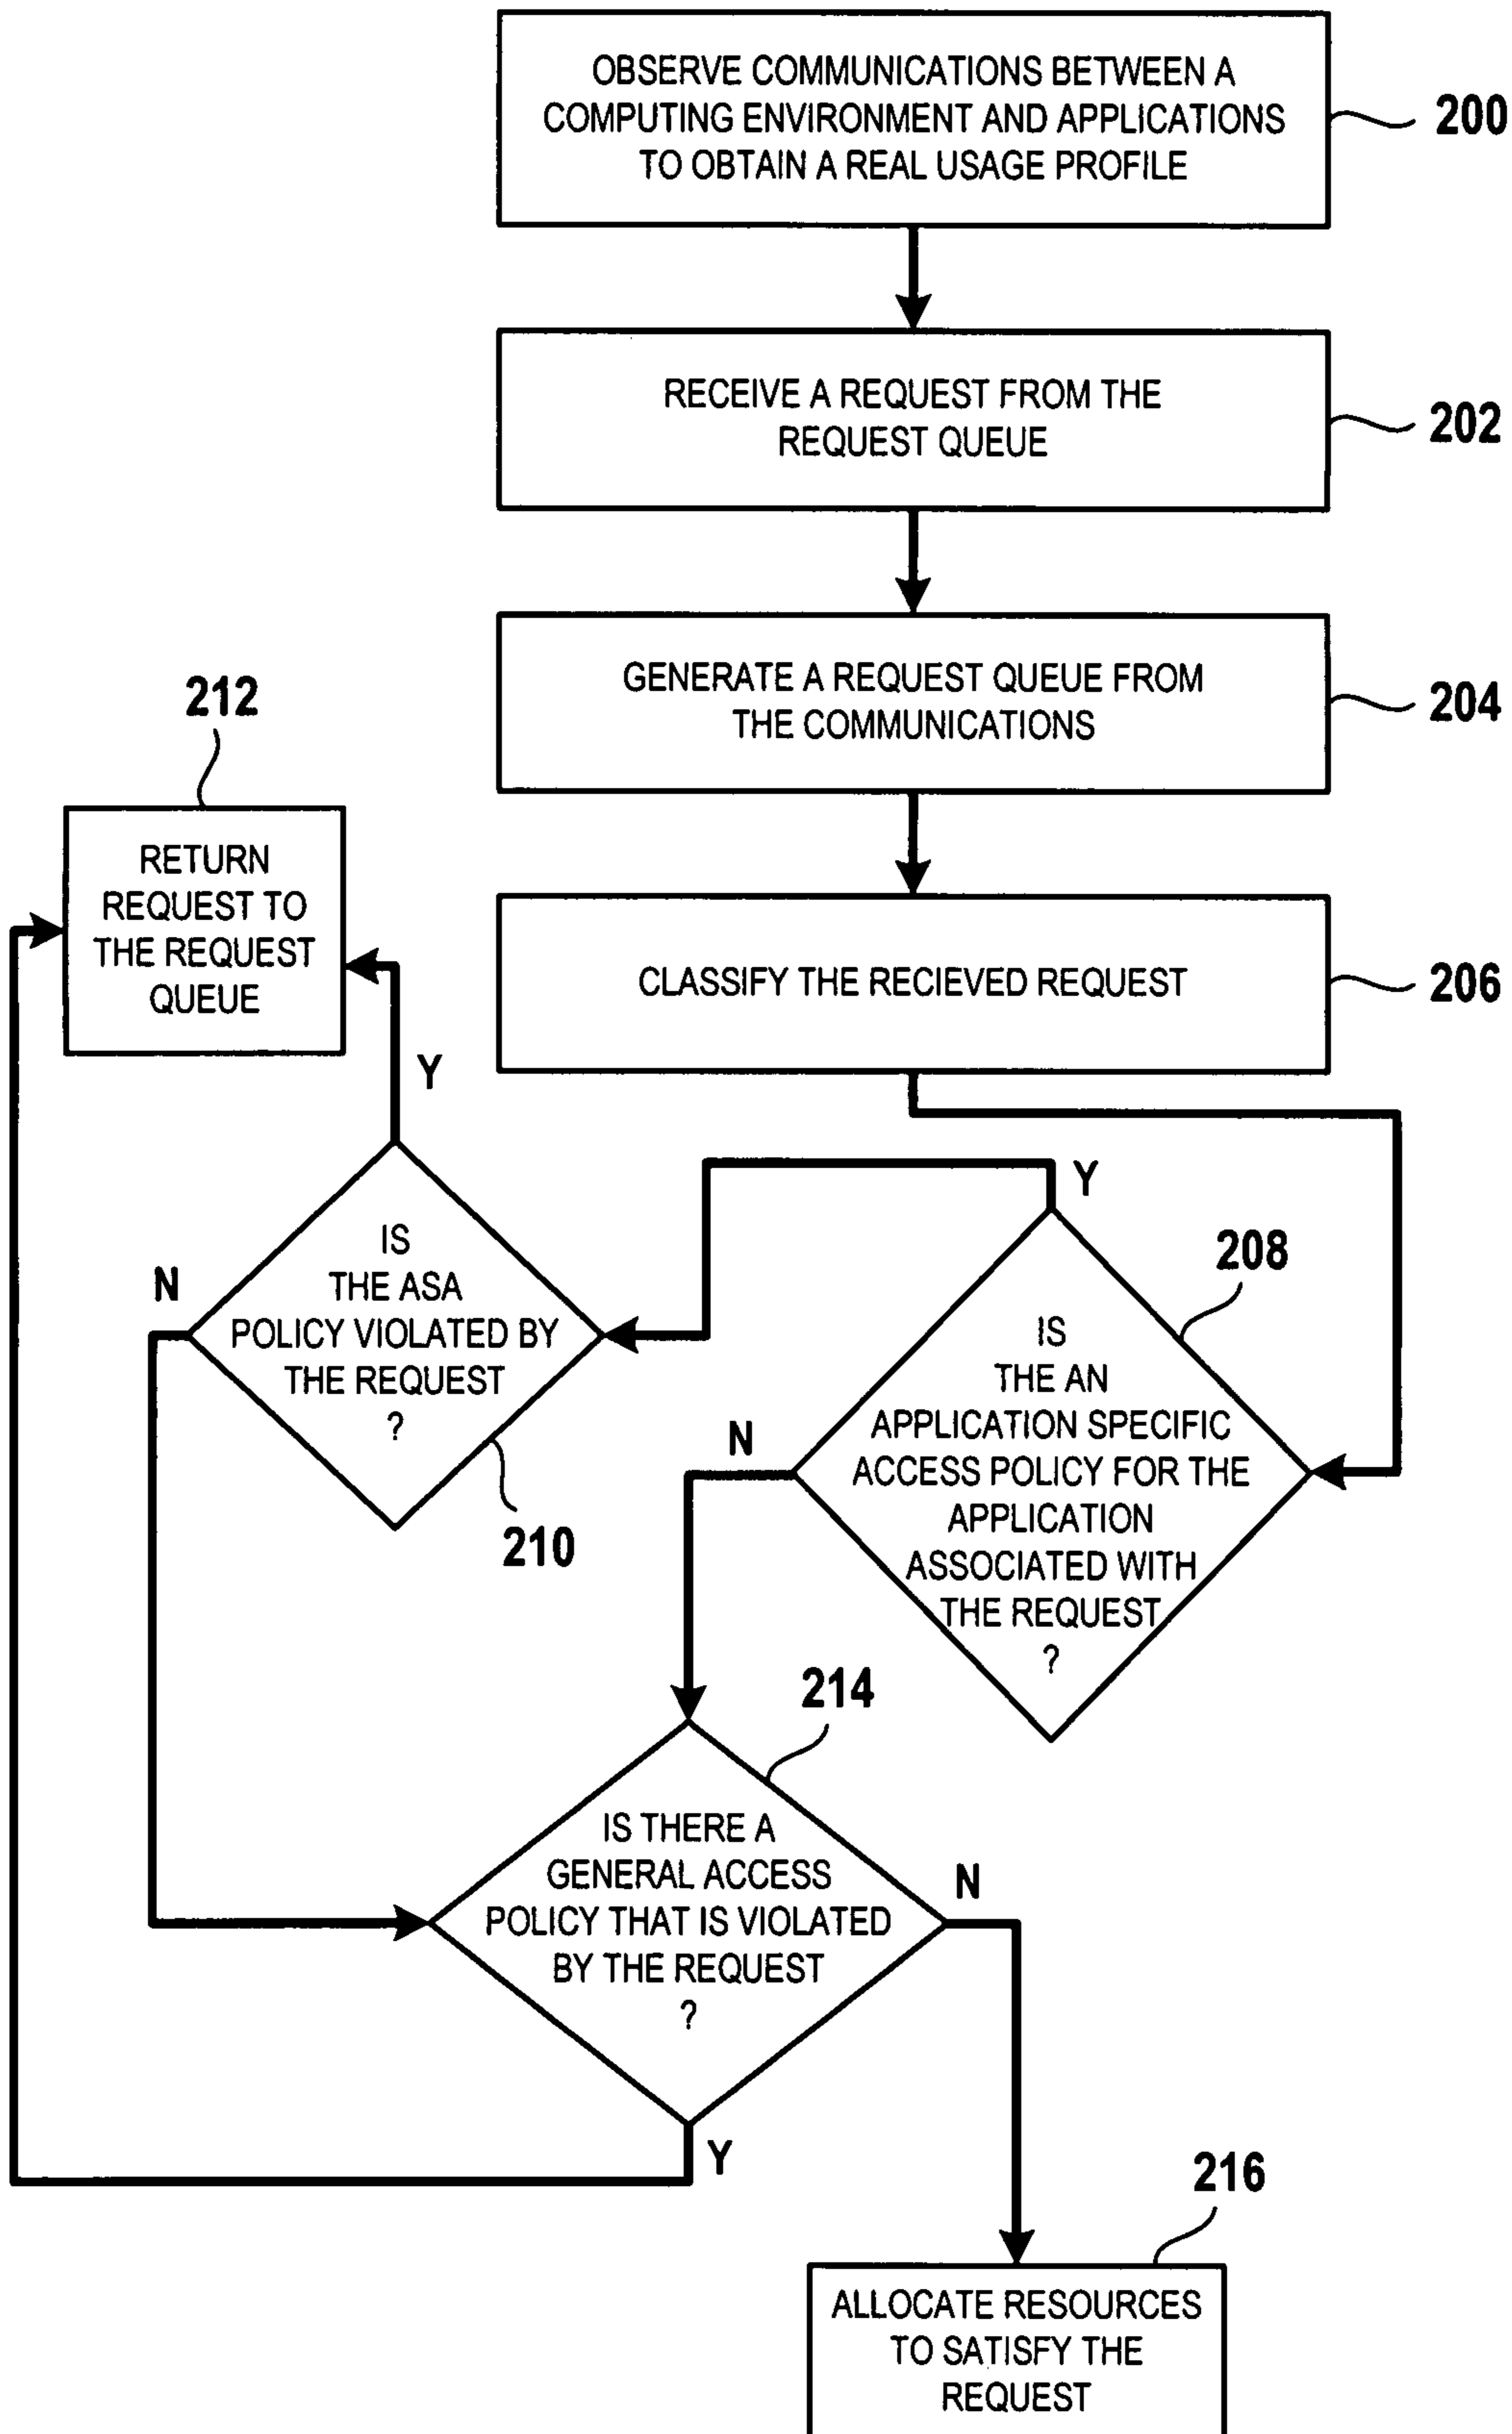 OBSERVE COMMUNICATIONS BETWEEN A
COMPUTING ENVIRONMENT AND APPLICATIONS
TO OBTAIN A REAL USAGE PROFILE
200
RECEIVE A REQUEST FROM THE
REQUEST QUEUE
202
GENERATE A REQUEST QUEUE FROM
THE COMMUNICATIONS
204
212
RETURN
REQUEST TO
THE REQUEST
QUEUE
CLASSIFY THE RECIEVED REQUEST
206
Y
Y
208
IS
THE ASA
POLICY VIOLATED BY
THE REQUEST
?
N
210
IS
THE AN
APPLICATION SPECIFIC
ACCESS POLICY FOR THE
APPLICATION
ASSOCIATED WITH
THE REQUEST
?
N
214
IS THERE A
GENERAL ACCESS
POLICY THAT IS VIOLATED
BY THE REQUEST
?
N
Y
216
ALLOCATE RESOURCES
TO SATISFY THE
REQUEST